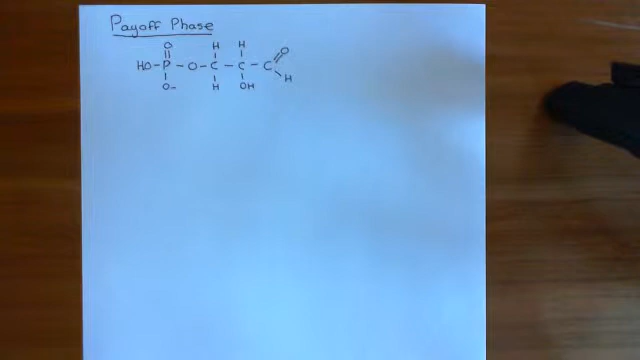 Payoff Phase
O H H O
HO-P-O-C-C-C
H
O- H OH